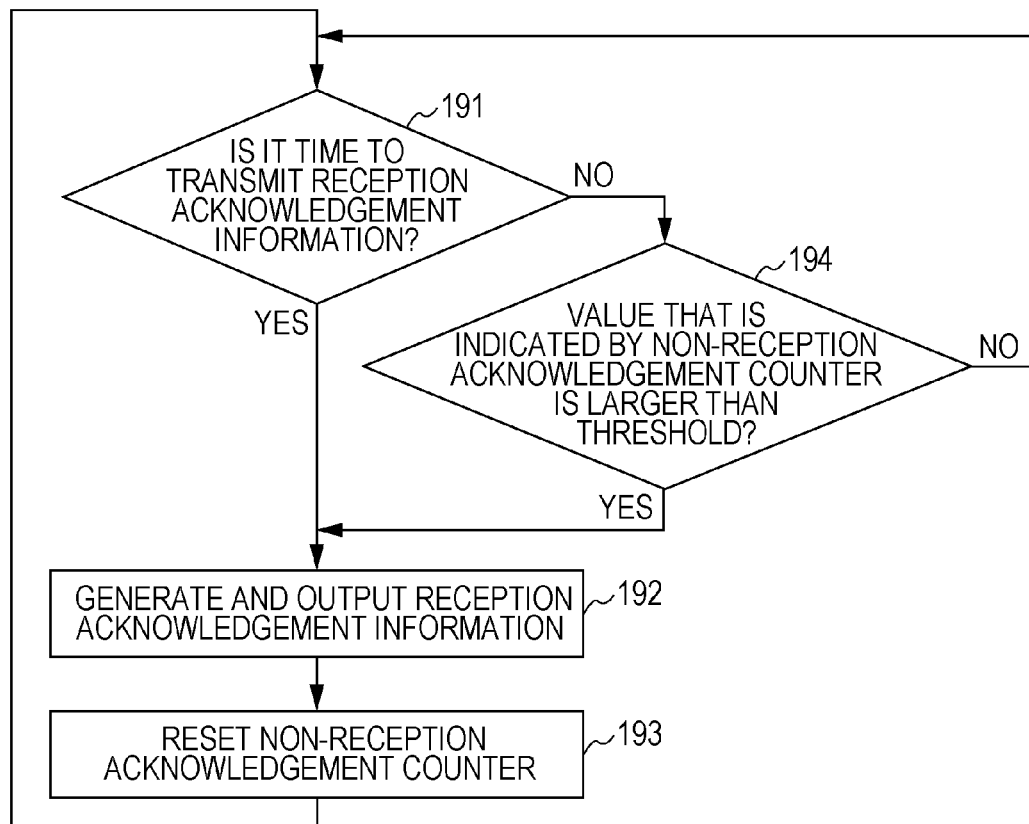 191
IS IT TIME TO
TRANSMIT RECEPTION
ACKNOWLEDGEMENT
INFORMATION?
NO
YES
194
VALUE THAT IS
INDICATED BY NON-RECEPTION
ACKNOWLEDGEMENT COUNTER
IS LARGER THAN
THRESHOLD?
NO
YES
GENERATE AND OUTPUT RECEPTION
ACKNOWLEDGEMENT INFORMATION
192
RESET NON-RECEPTION
ACKNOWLEDGEMENT COUNTER
193